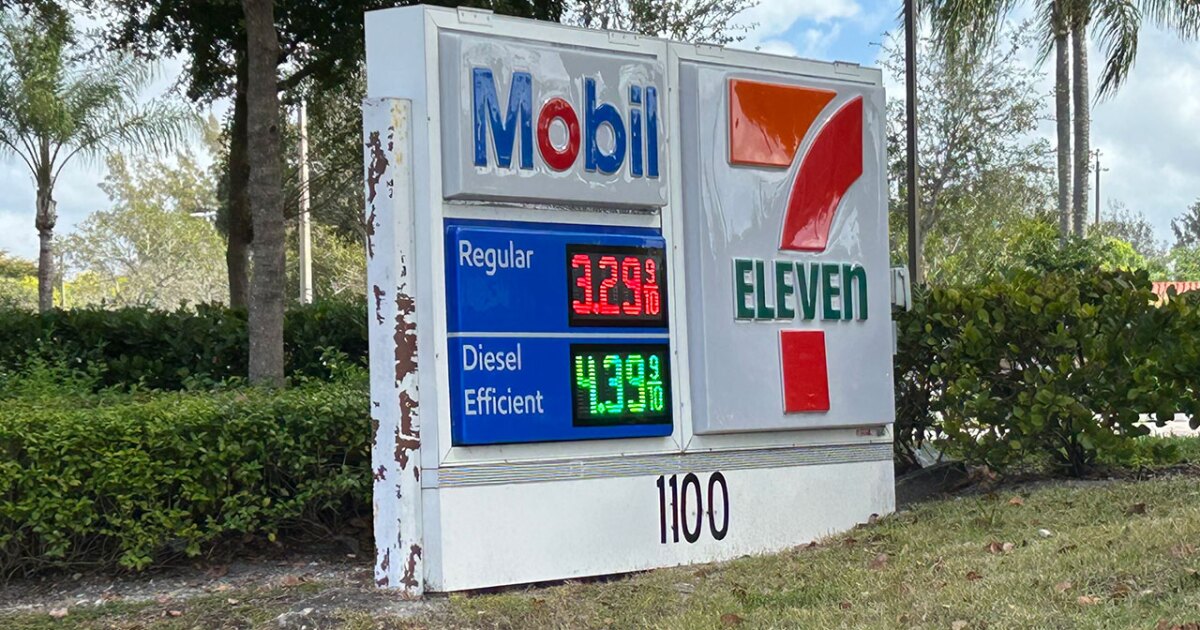 Mobil
Regular
3.29 9/10
Diesel
Efficient
4.39 9/10
7
ELEVEn
1100